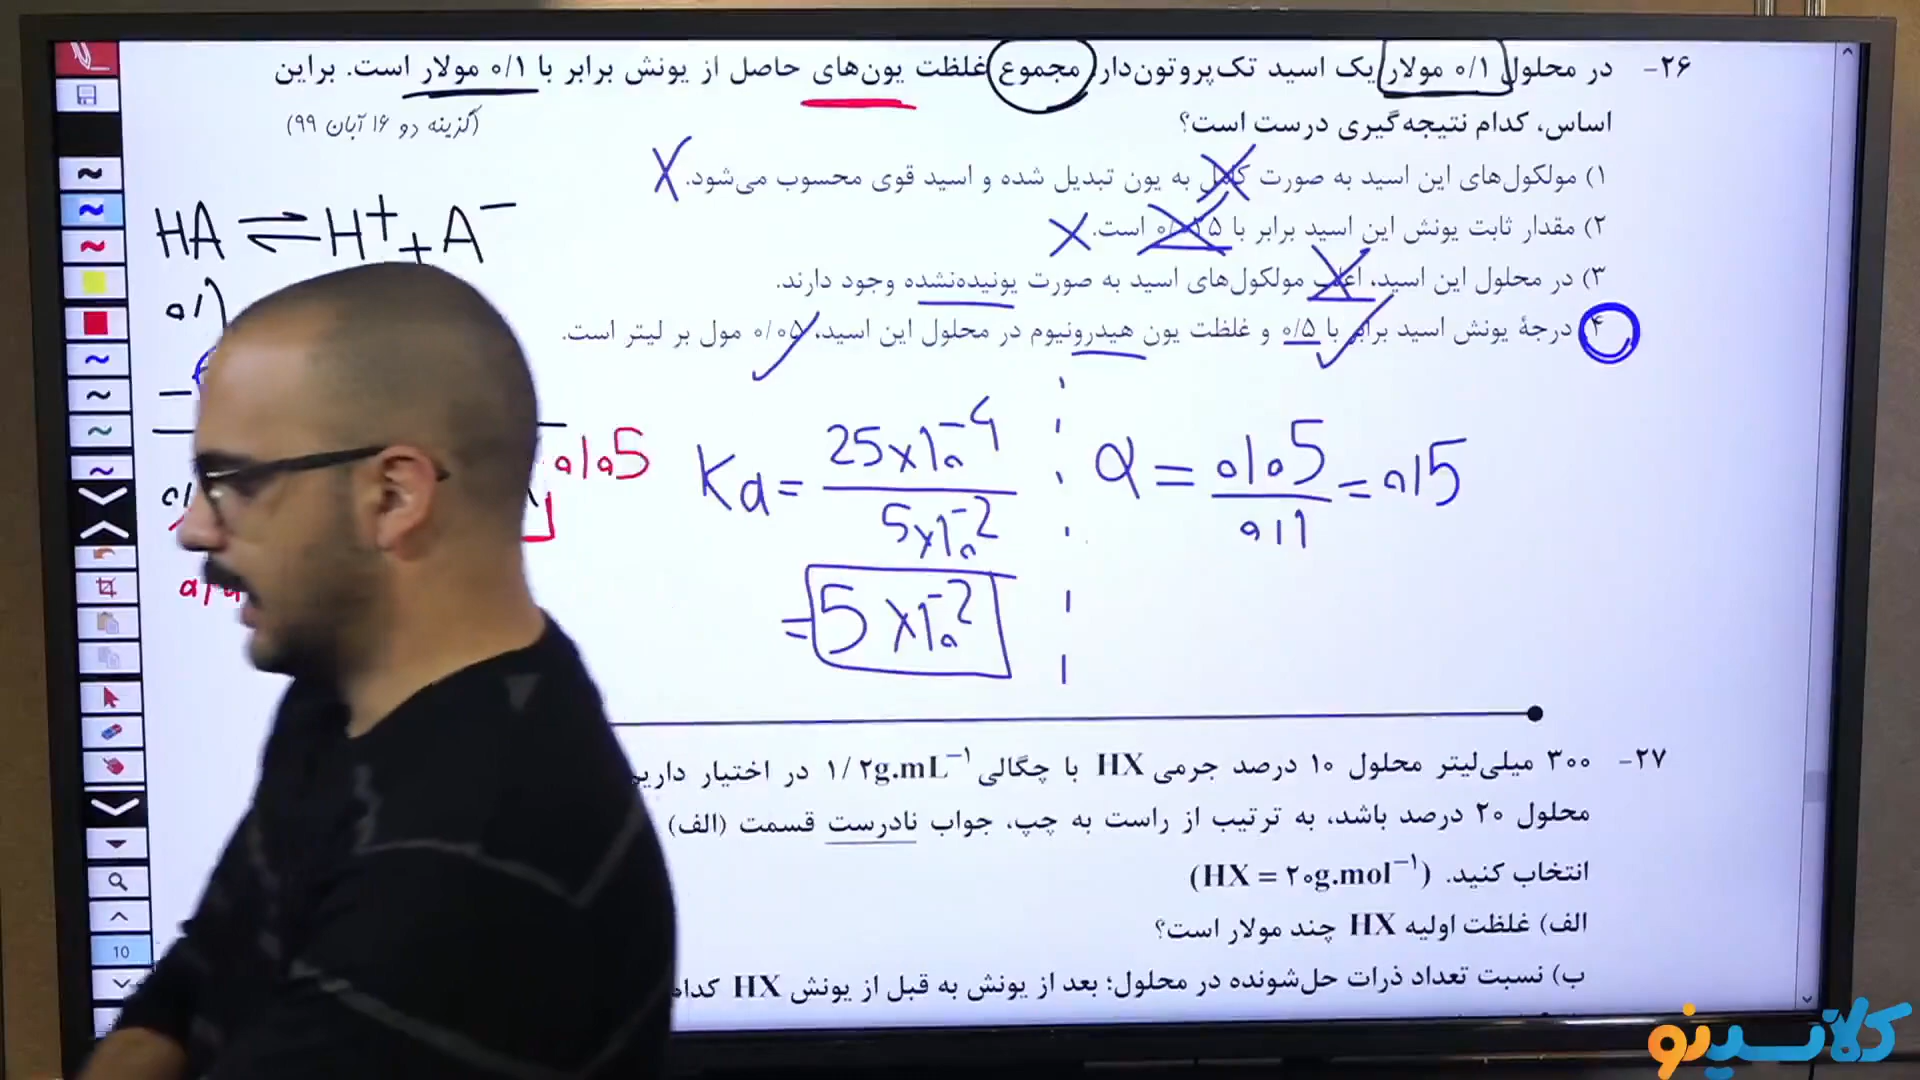 ۲۶- در محلول ۰/۱ مولار یک اسید تک‌پروتون‌دار مجموع غلظت یون‌های حاصل از یونش برابر با ۰/۱ مولار است. براین
اساس، کدام نتیجه‌گیری درست است؟ (گزینه دو ۱۶ آبان ۹۹)
۱) مولکول‌های این اسید به صورت کامل به یون تبدیل شده و اسید قوی محسوب می‌شود.
۲) مقدار ثابت یونش این اسید برابر با است.
۳) در محلول این اسید، اغلب مولکول‌های اسید به صورت یونیده‌نشده وجود دارند.
۴) درجهٔ یونش اسید برابر با ۰/۵ و غلظت یون هیدرونیوم در محلول این اسید، ۰/۰۵ مول بر لیتر است.
HA ⇌ H⁺ + A⁻
0/1
0/05
Ka = 25×10⁻⁴ / 5×10⁻²
= 5×10⁻²
α = 0/05 / 0/1 = 0/5
۲۷- ۳۰۰ میلی‌لیتر محلول ۱۰ درصد جرمی HX با چگالی ۱/۲g.mL⁻¹ در اختیار داریم
محلول ۲۰ درصد باشد، به ترتیب از راست به چپ، جواب نادرست قسمت (الف)
انتخاب کنید. (HX = ۲۰g.mol⁻¹)
الف) غلظت اولیه HX چند مولار است؟
ب) نسبت تعداد ذرات حل‌شونده در محلول؛ بعد از یونش به قبل از یونش HX کدام
10
کلاسینو